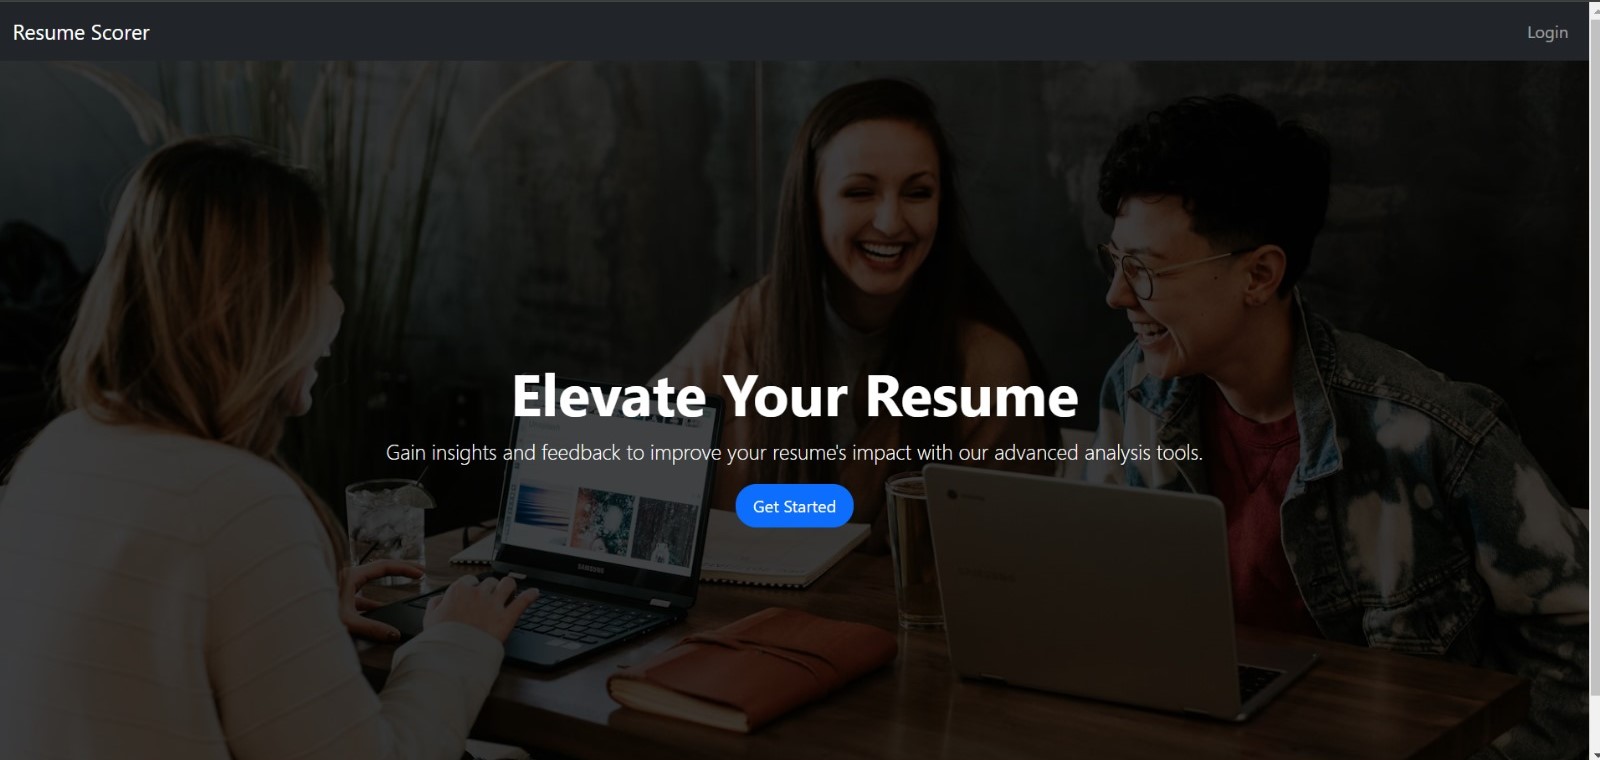 Resume Scorer
Login
Elevate Your Resume
Gain insights and feedback to improve your resume's impact with our advanced analysis tools.
Get Started
SAMSUNG